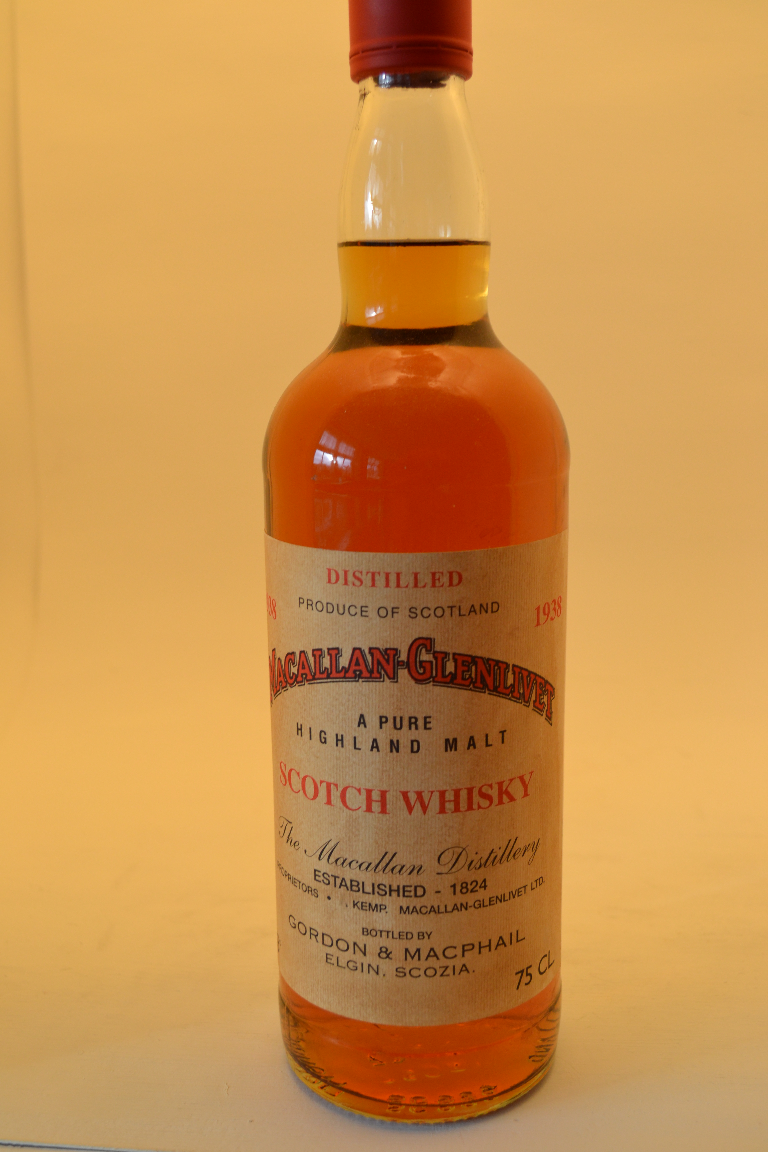 DISTILLED
PRODUCE OF SCOTLAND
1938
MACALLAN-GLENLIVET
A PURE
HIGHLAND MALT
SCOTCH WHISKY
The Macallan Distillery
ESTABLISHED - 1824
PROPRIETORS • . KEMP. MACALLAN-GLENLIVET LTD.
BOTTLED BY
GORDON & MACPHAIL
ELGIN, SCOZIA.
75 CL